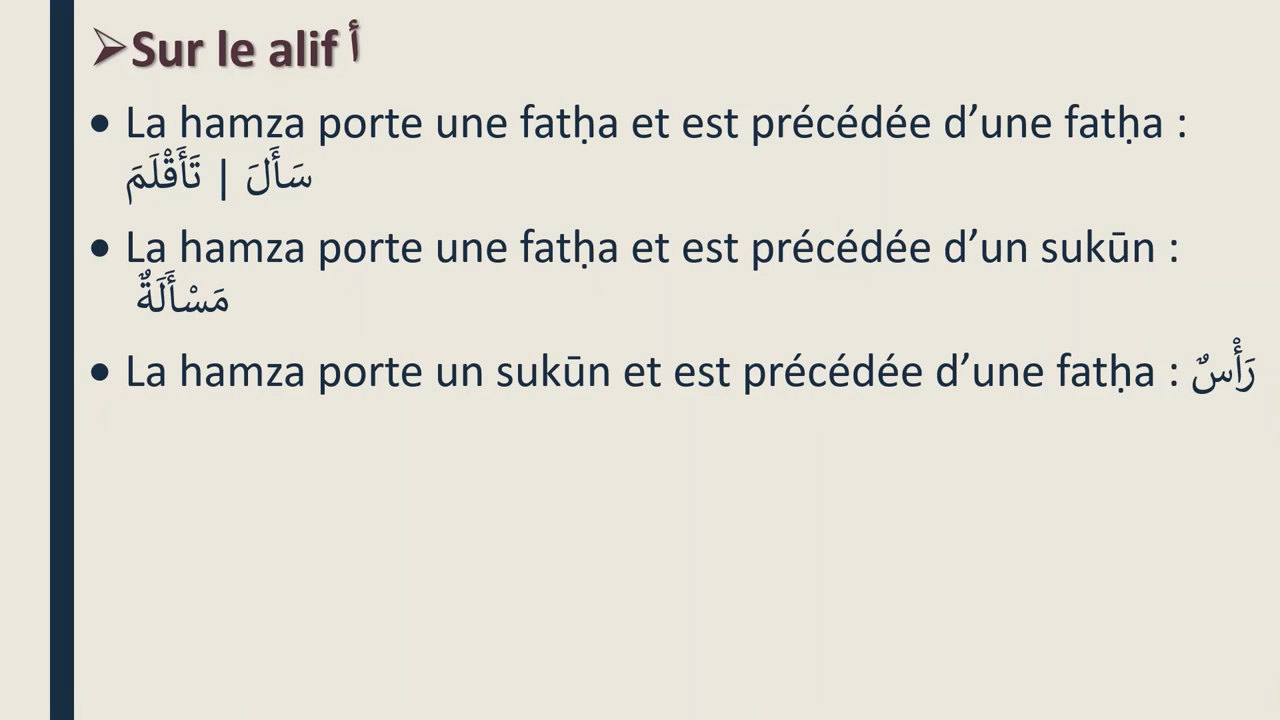 Sur le alif أ
• La hamza porte une fatḥa et est précédée d’une fatḥa :
سَأَلَ | تَأَقْلَمَ
• La hamza porte une fatḥa et est précédée d’un sukūn :
مَسْأَلَةٌ
• La hamza porte un sukūn et est précédée d’une fatḥa : رَأْسٌ